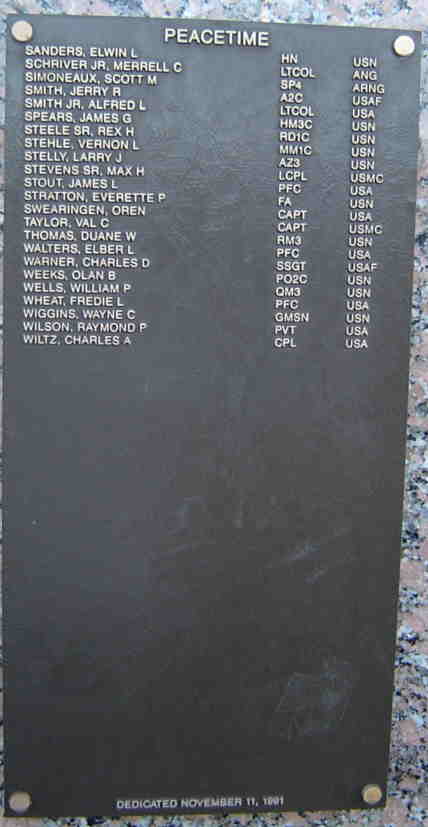 PEACETIME
SANDERS, ELWIN L HN USN
SCHRIVER JR, MERRELL C LTCOL ANG
SIMONEAUX, SCOTT M SP4 ARNG
SMITH, JERRY R A2C USAF
SMITH JR, ALFRED L LTCOL USA
SPEARS, JAMES G HM3C USN
STEELE SR, REX H RD1C USN
STEHLE, VERNON L MM1C USN
STELLY, LARRY J AZ3 USN
STEVENS SR, MAX H LCPL USMC
STOUT, JAMES L PFC USA
STRATTON, EVERETTE P FA USN
SWEARINGEN, OREN CAPT USA
TAYLOR, VAL C CAPT USMC
THOMAS, DUANE W RM3 USN
WALTERS, ELBER L PFC USA
WARNER, CHARLES D SSGT USAF
WEEKS, OLAN B PO2C USN
WELLS, WILLIAM P QM3 USN
WHEAT, FREDIE L PFC USA
WIGGINS, WAYNE C GMSN USN
WILSON, RAYMOND P PVT USA
WILTZ, CHARLES A CPL USA
DEDICATED NOVEMBER 11, 1991